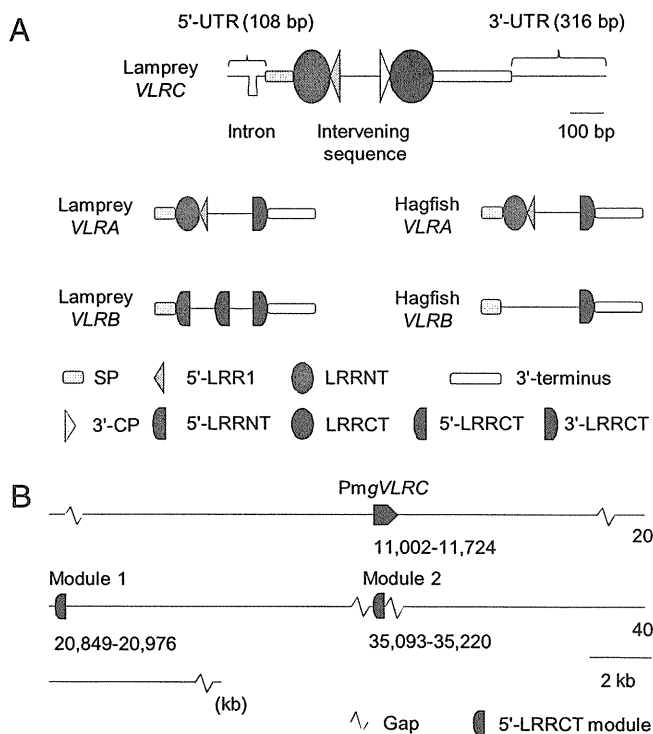 A
5'-UTR (108 bp)
3'-UTR (316 bp)
Lamprey
VLRC
100 bp
Intron
Intervening
sequence
Lamprey
VLRA
Hagfish
VLRA
Lamprey
VLRB
Hagfish
VLRB
SP
5'-LRR1
LRRNT
3'-terminus
3'-CP
5'-LRRNT
LRRCT
5'-LRRCT
3'-LRRCT
B
PmgVLRC
11,002-11,724
20
Module 1
Module 2
20,849-20,976
35,093-35,220
40
(kb)
2 kb
Gap
5'-LRRCT module